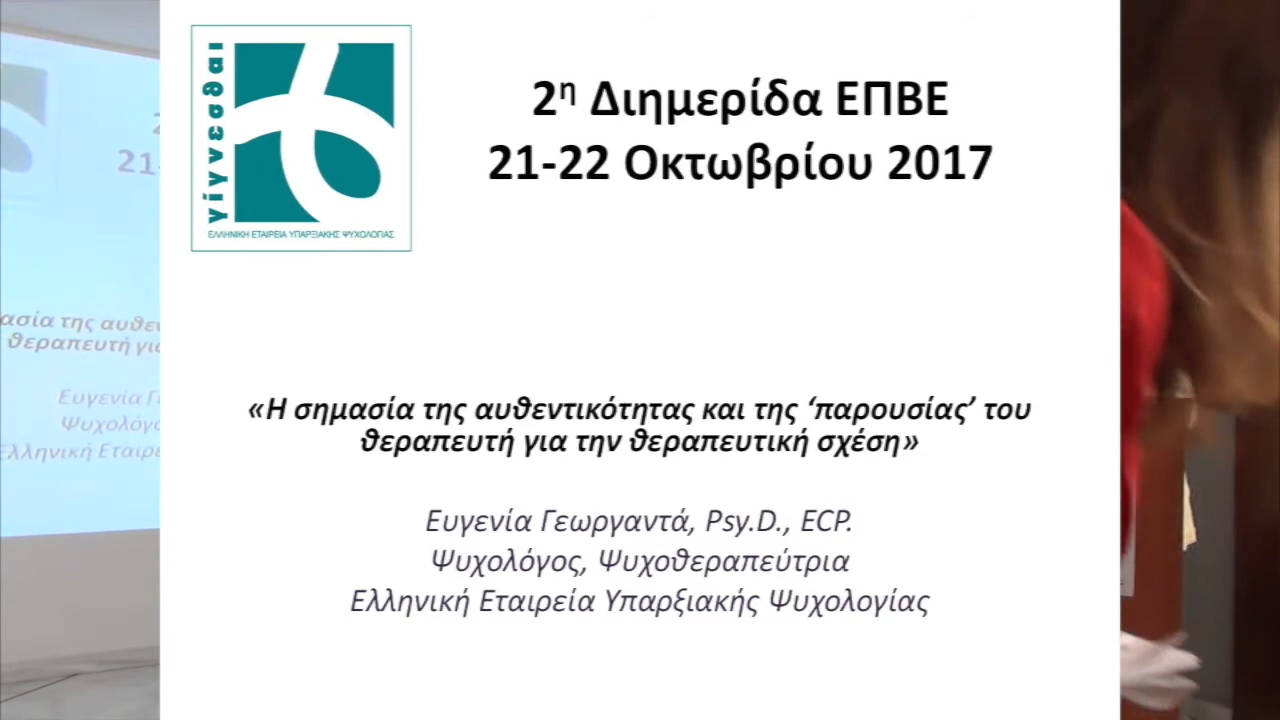 γίγνεσθαι
ΕΛΛΗΝΙΚΗ ΕΤΑΙΡΕΙΑ ΥΠΑΡΞΙΑΚΗΣ ΨΥΧΟΛΟΓΙΑΣ
2η Διημερίδα ΕΠΒΕ
21-22 Οκτωβρίου 2017
«Η σημασία της αυθεντικότητας και της ‘παρουσίας’ του
θεραπευτή για την θεραπευτική σχέση»
Ευγενία Γεωργαντά, Psy.D., ECP.
Ψυχολόγος, Ψυχοθεραπεύτρια
Ελληνική Εταιρεία Υπαρξιακής Ψυχολογίας